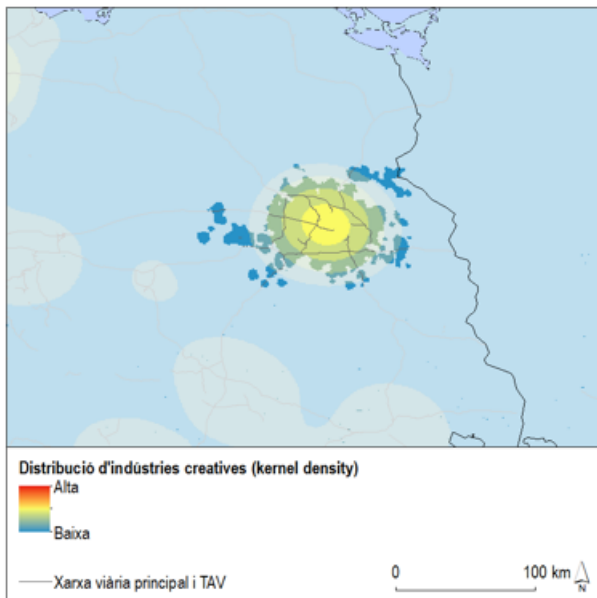 Distribució d'indústries creatives (kernel density)
Alta
Baixa
Xarxa viària principal i TAV
0 100 km
N